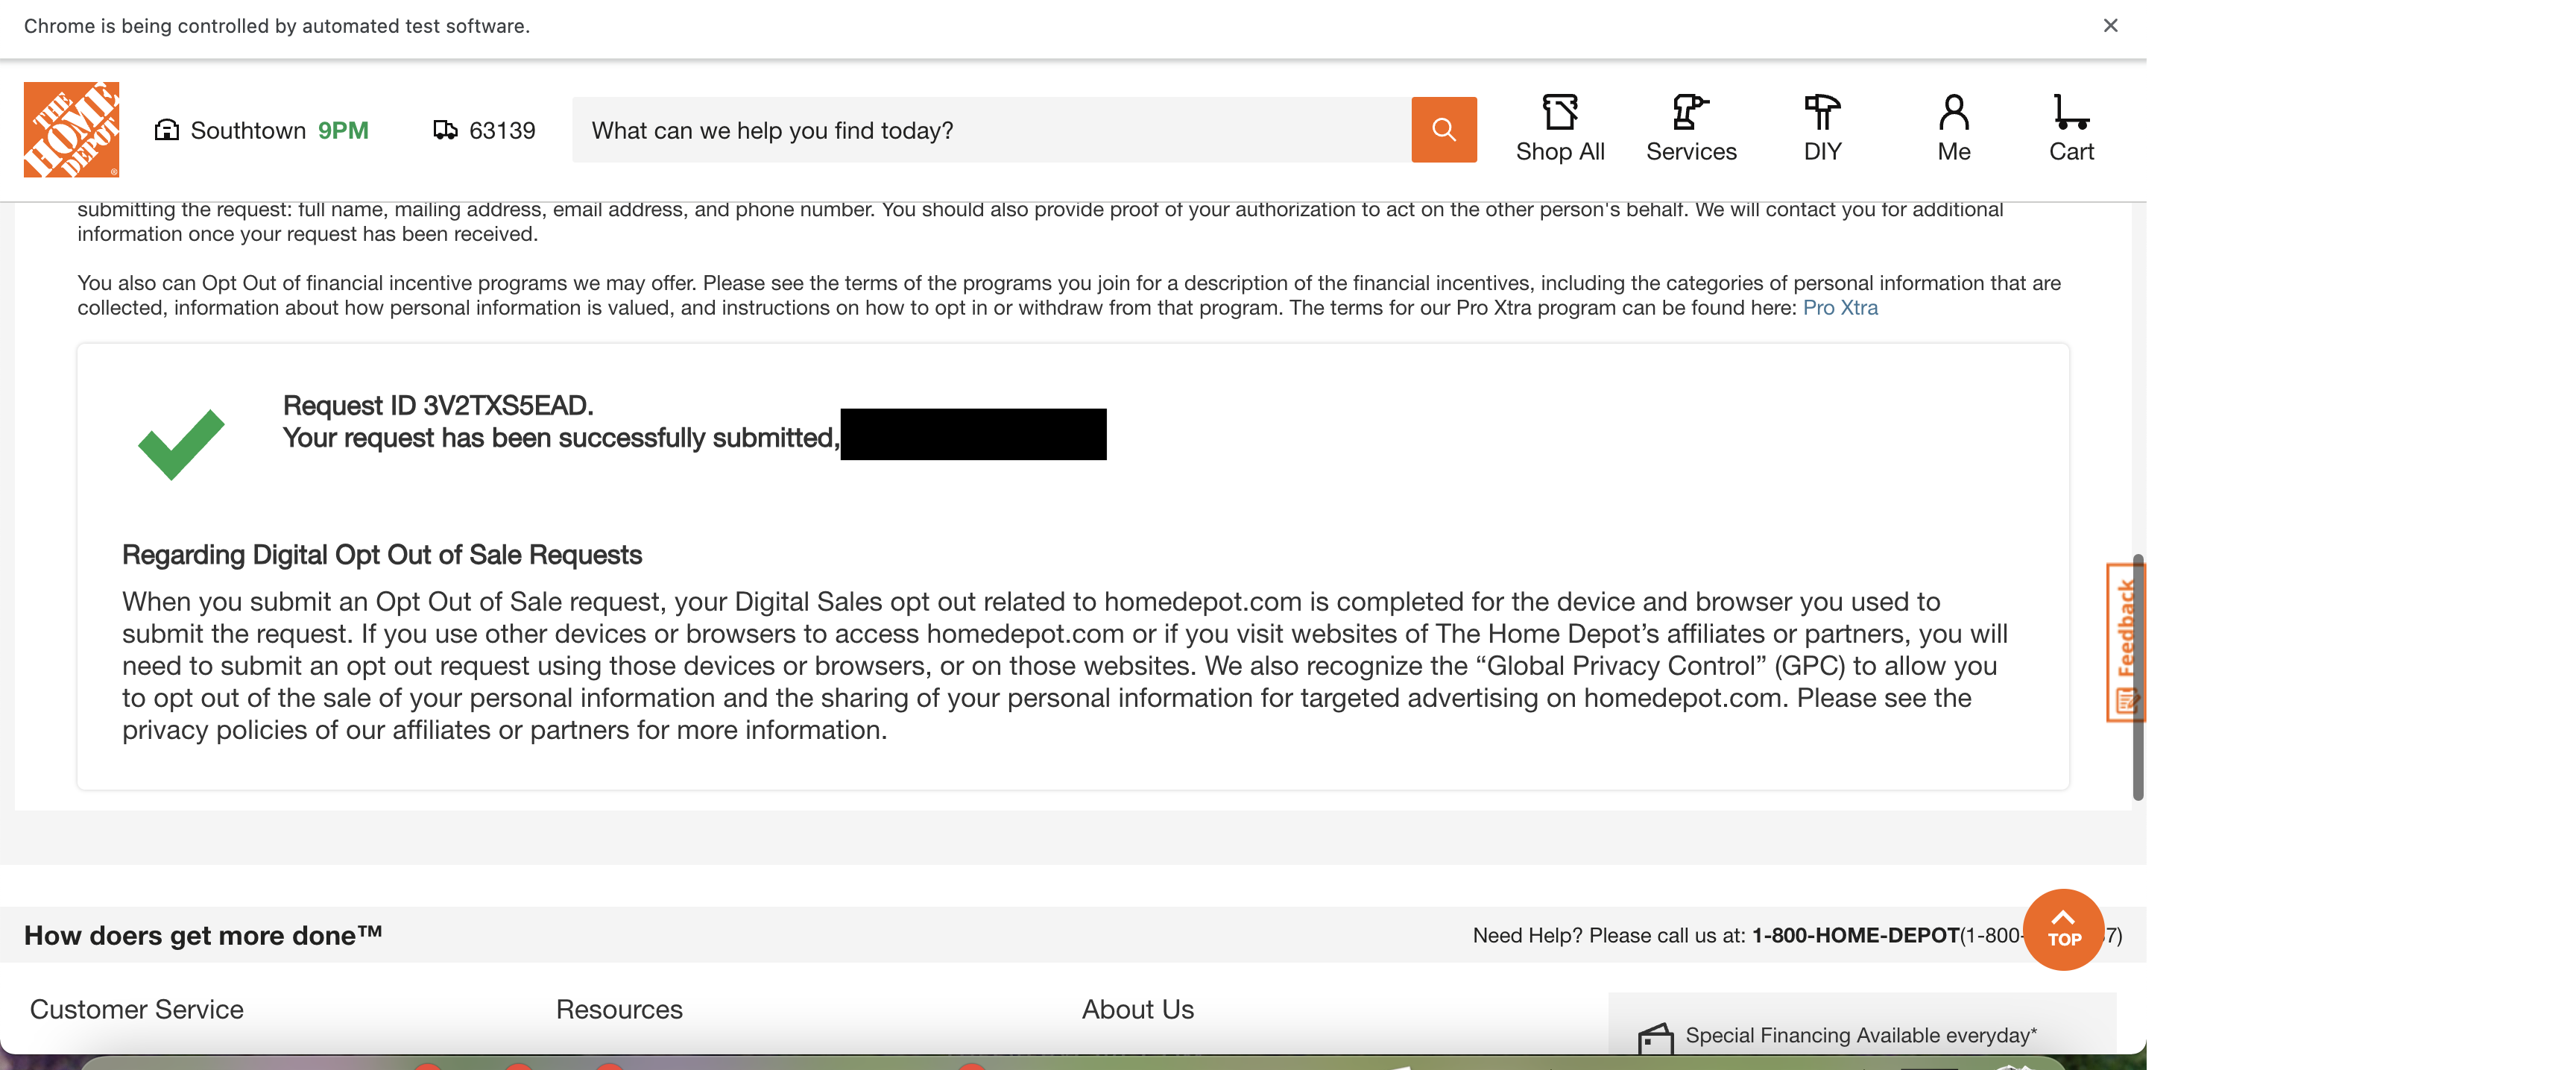 Chrome is being controlled by automated test software.
THE HOME DEPOT
Southtown 9PM
63139
What can we help you find today?
Shop All
Services
DIY
Me
Cart
submitting the request: full name, mailing address, email address, and phone number. You should also provide proof of your authorization to act on the other person's behalf. We will contact you for additional
information once your request has been received.
You also can Opt Out of financial incentive programs we may offer. Please see the terms of the programs you join for a description of the financial incentives, including the categories of personal information that are
collected, information about how personal information is valued, and instructions on how to opt in or withdraw from that program. The terms for our Pro Xtra program can be found here: Pro Xtra
Request ID 3V2TXS5EAD.
Your request has been successfully submitted,
Regarding Digital Opt Out of Sale Requests
When you submit an Opt Out of Sale request, your Digital Sales opt out related to homedepot.com is completed for the device and browser you used to
submit the request. If you use other devices or browsers to access homedepot.com or if you visit websites of The Home Depot’s affiliates or partners, you will
need to submit an opt out request using those devices or browsers, or on those websites. We also recognize the “Global Privacy Control” (GPC) to allow you
to opt out of the sale of your personal information and the sharing of your personal information for targeted advertising on homedepot.com. Please see the
privacy policies of our affiliates or partners for more information.
Feedback
How doers get more done™
Need Help? Please call us at: 1-800-HOME-DEPOT(1-800-
7)
TOP
Customer Service
Resources
About Us
Special Financing Available everyday*